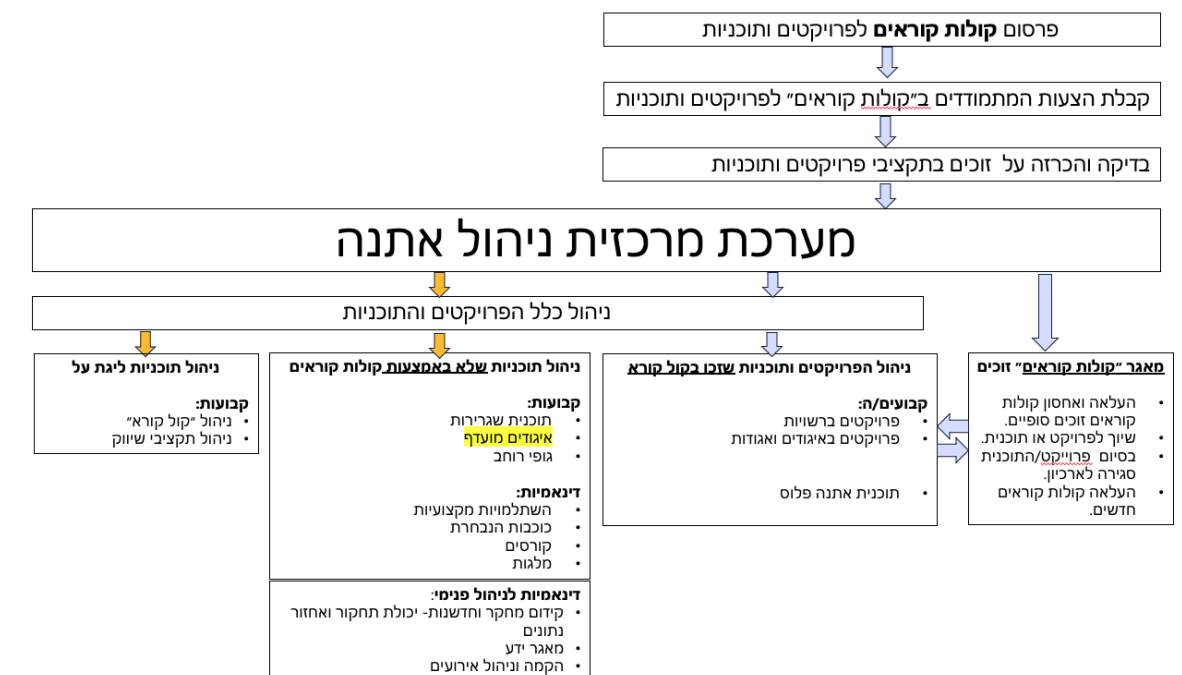 פרסום קולות קוראים לפרויקטים ותוכניות
קבלת הצעות המתמודדים ב״קולות קוראים״ לפרויקטים ותוכניות
בדיקה והכרזה על זוכים בתקציבי פרויקטים ותוכניות
מערכת מרכזית ניהול אתנה
ניהול כלל הפרויקטים והתוכניות
מאגר ״קולות קוראים״ זוכים
• העלאה ואחסון קולות
קוראים זוכים סופיים.
• שיוך לפרויקט או תוכנית.
• בסיום פרוייקט/התוכנית
סגירה לארכיון.
• העלאה קולות קוראים
חדשים.
ניהול הפרויקטים ותוכניות שזכו בקול קורא
קבועים/ה:
• פרויקטים ברשויות
• פרויקטים באיגודים ואגודות
• תוכנית אתנה פלוס
ניהול תוכניות שלא באמצעות קולות קוראים
קבועות:
• תוכנית שגרירות
• איגודים מועדף
• גופי רוחב
דינאמיות:
• השתלמויות מקצועיות
• כוכבות הנבחרת
• קורסים
• מלגות
דינאמיות לניהול פנימי:
• קידום מחקר וחדשנות- יכולת תחקור ואחזור
נתונים
• מאגר ידע
• הקמה וניהול אירועים
ניהול תוכניות ליגת על
קבועות:
• ניהול ״קול קורא״
• ניהול תקציבי שיווק